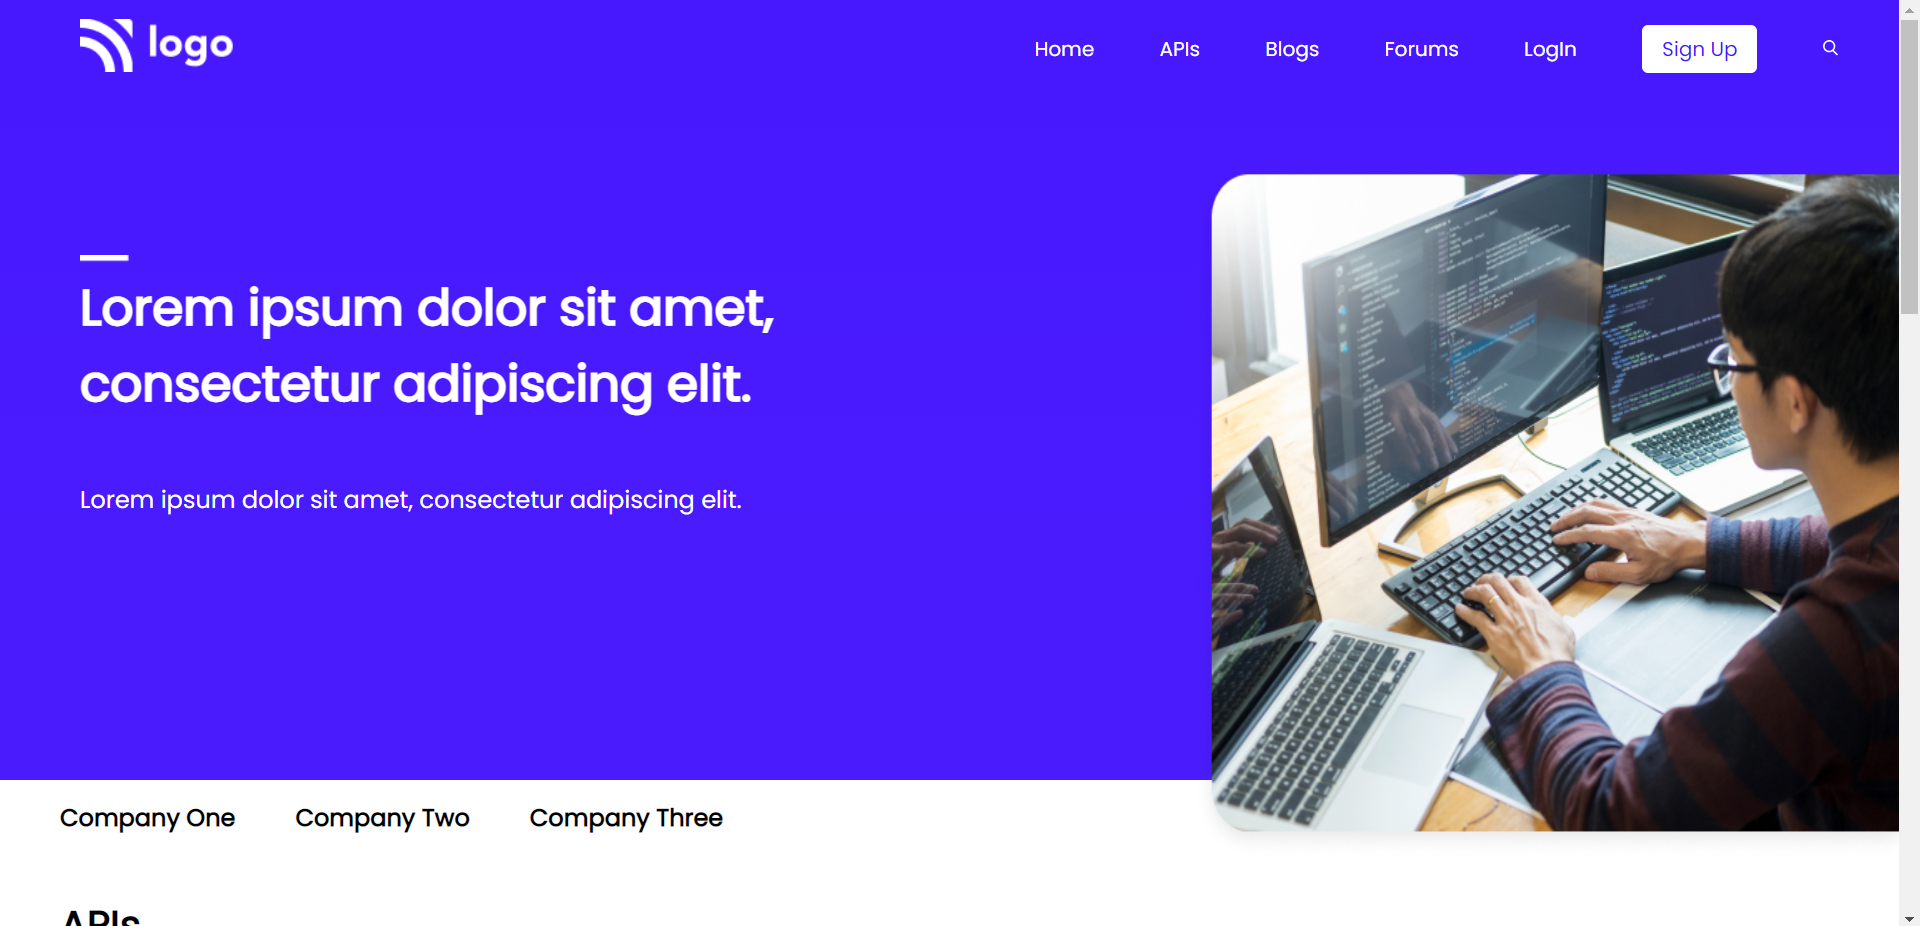 logo
Home APIs Blogs Forums LogIn Sign Up
Lorem ipsum dolor sit amet,
consectetur adipiscing elit.
Lorem ipsum dolor sit amet, consectetur adipiscing elit.
Company One Company Two Company Three
APIs